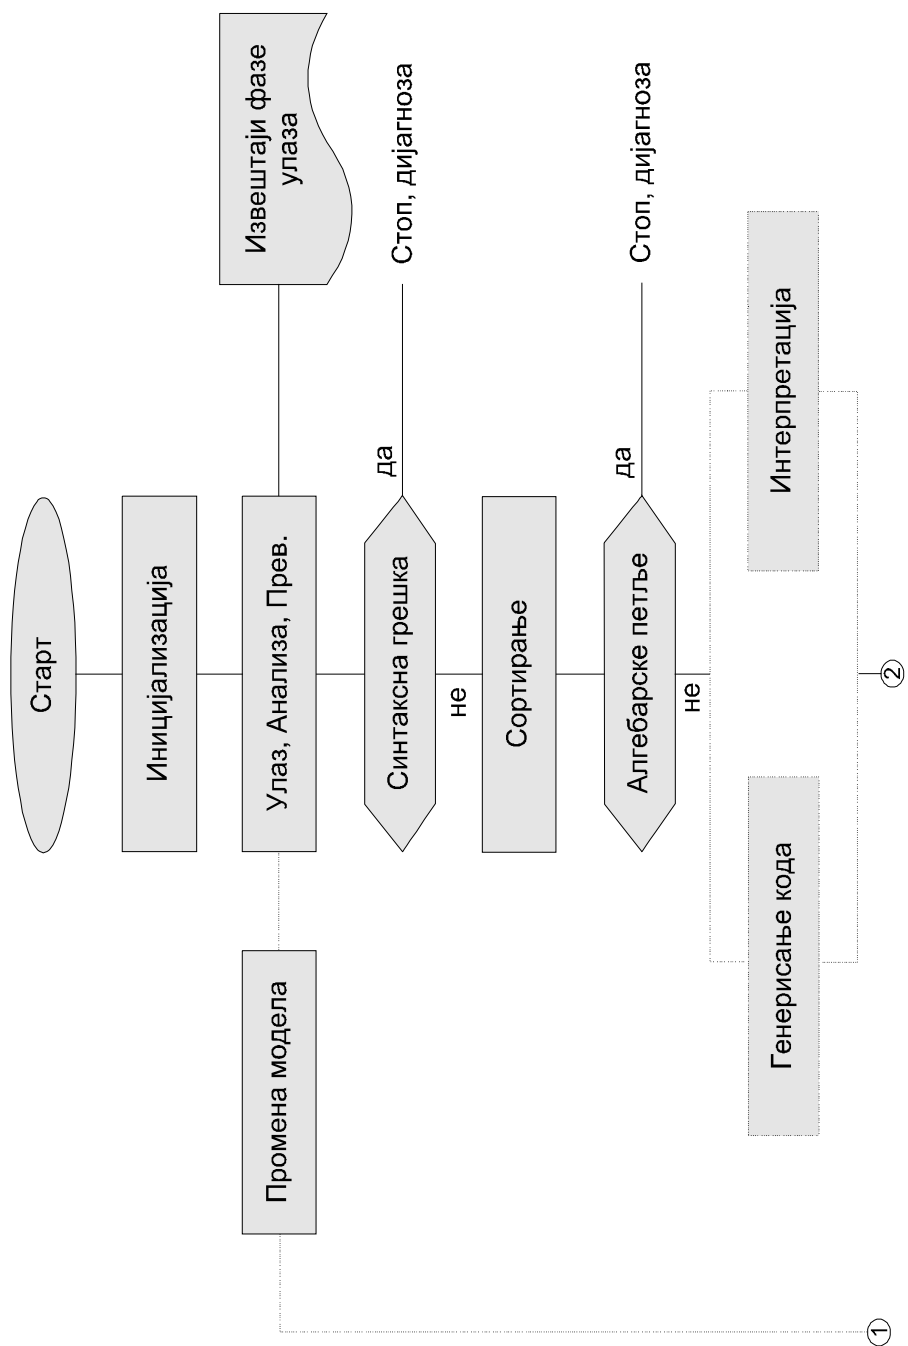 Старт
Иницијализација
Промена модела
Улаз, Анализа, Прев.
Извештаји фазе
улаза
Синтаксна грешка
да
Стоп, дијагноза
не
Сортирање
Алгебарске петље
да
Стоп, дијагноза
не
Генерисање кода
Интерпретација
1
2